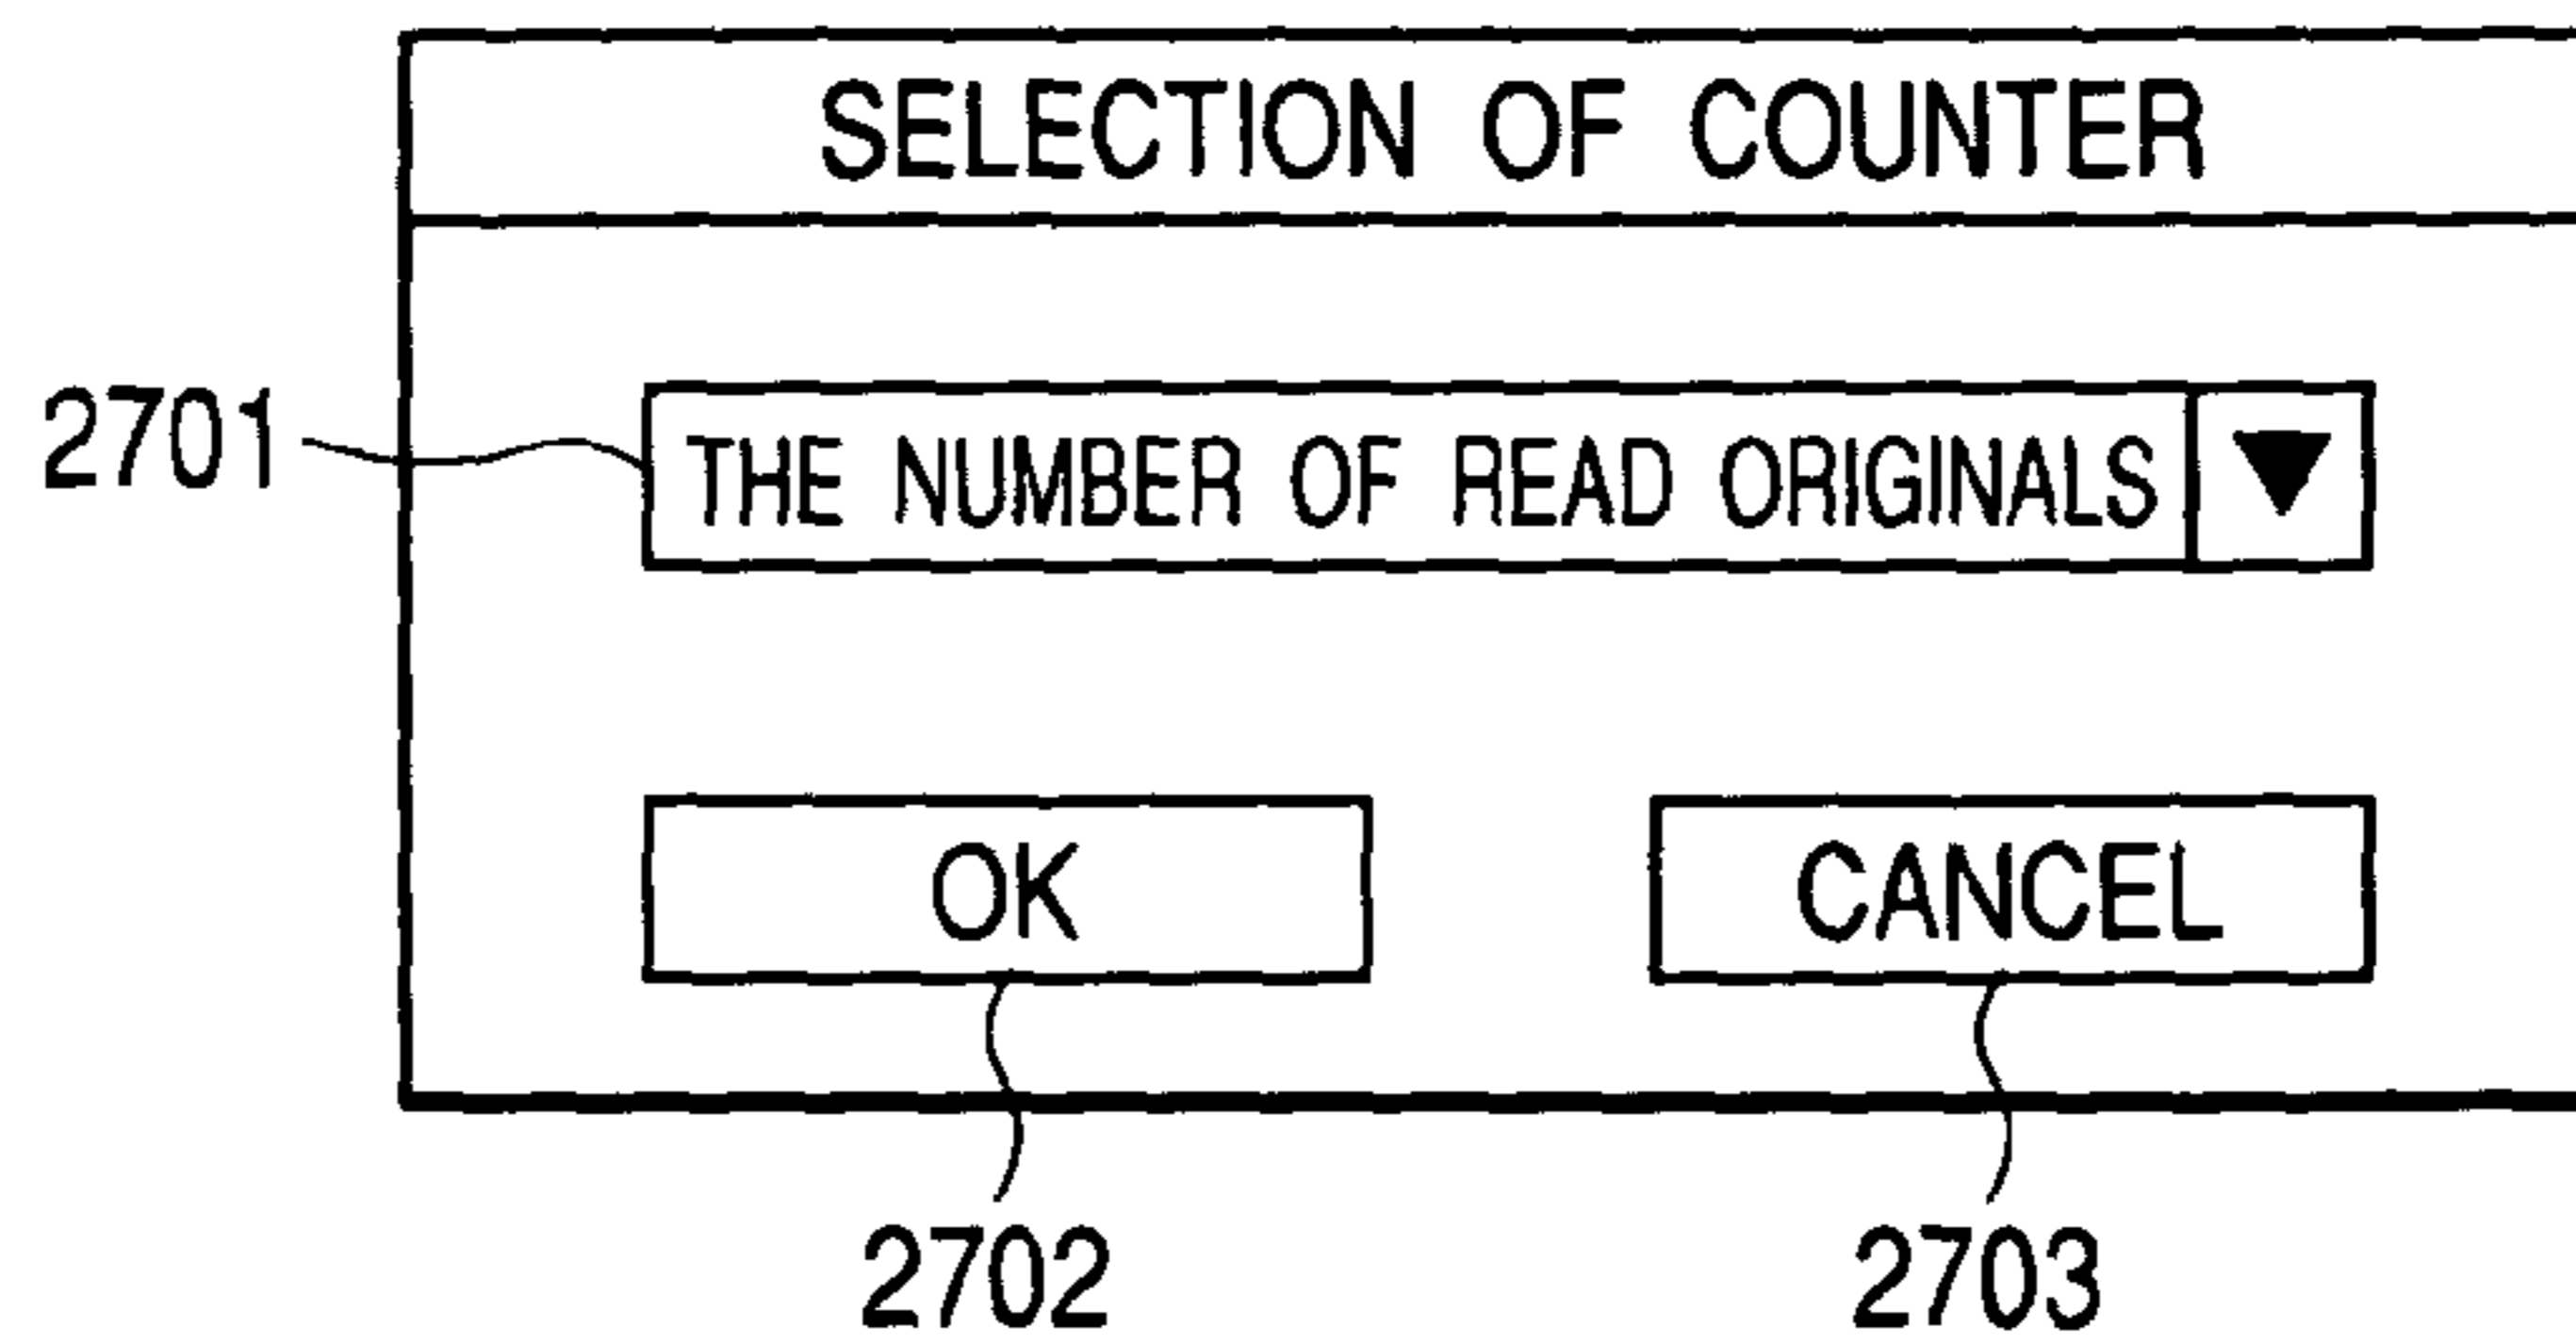 SELECTION OF COUNTER
2701
THE NUMBER OF READ ORIGINALS
OK
CANCEL
2702
2703